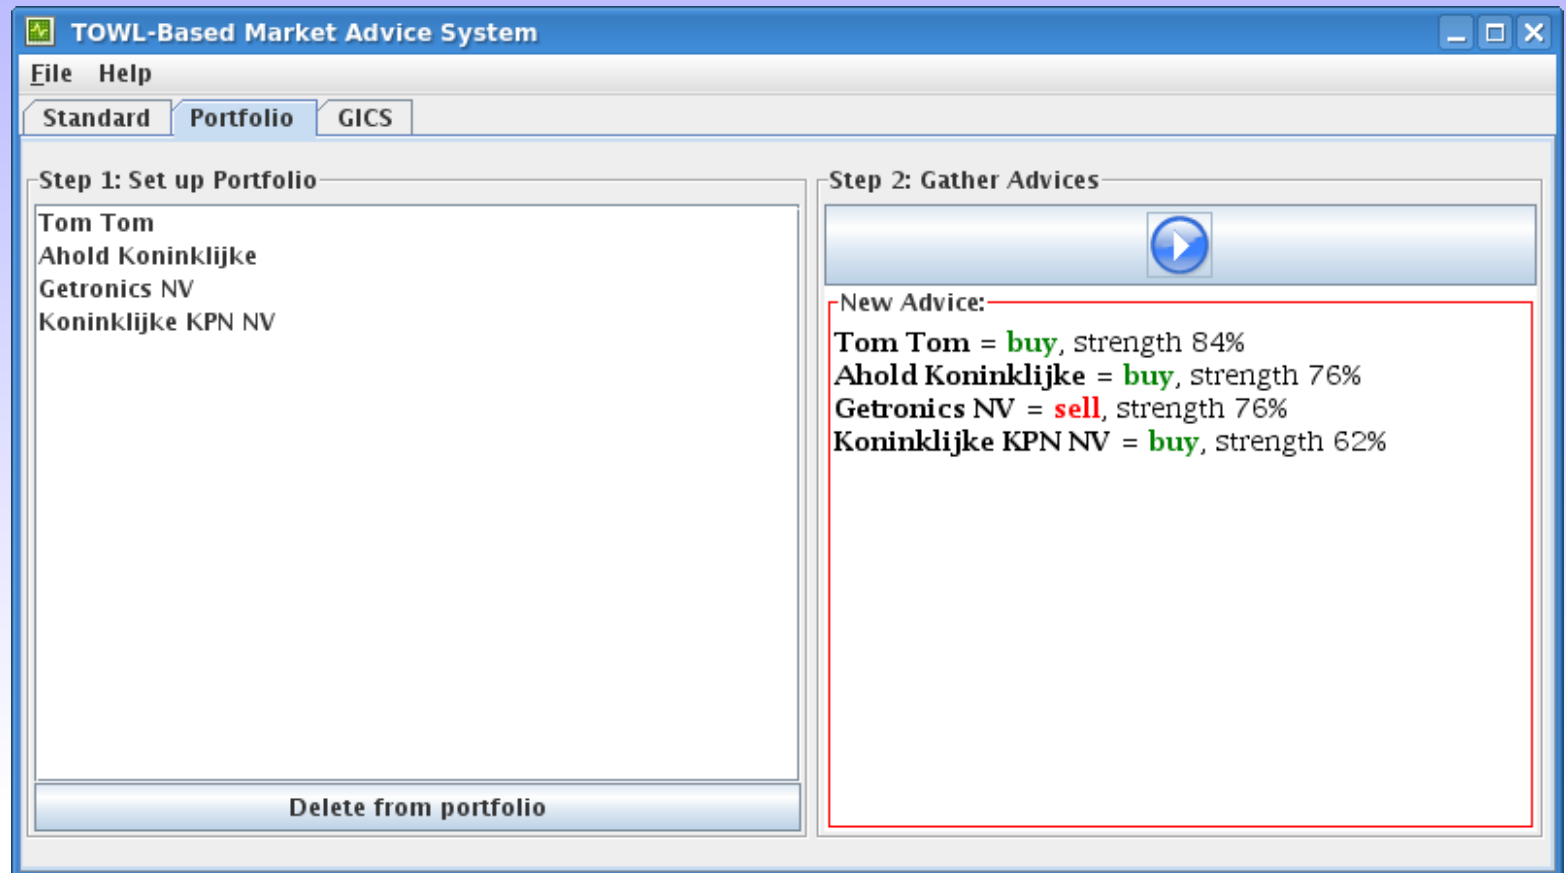 TOWL-Based Market Advice System
File Help
Standard Portfolio GICS
Step 1: Set up Portfolio
Tom Tom
Ahold Koninklijke
Getronics NV
Koninklijke KPN NV
Delete from portfolio
Step 2: Gather Advices
New Advice:
Tom Tom = buy, strength 84%
Ahold Koninklijke = buy, strength 76%
Getronics NV = sell, strength 76%
Koninklijke KPN NV = buy, strength 62%